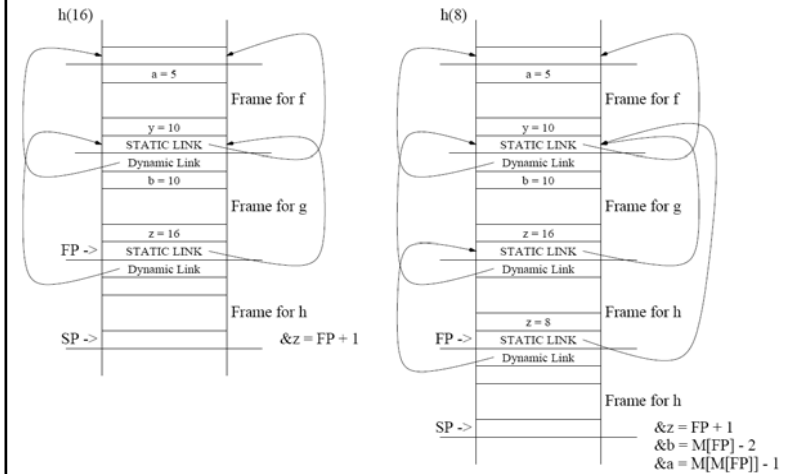 h(16)
a = 5
Frame for f
y = 10
STATIC LINK
Dynamic Link
b = 10
Frame for g
z = 16
FP ->
STATIC LINK
Dynamic Link
Frame for h
SP ->
&z = FP + 1
h(8)
a = 5
Frame for f
y = 10
STATIC LINK
Dynamic Link
b = 10
Frame for g
z = 16
STATIC LINK
Dynamic Link
Frame for h
z = 8
FP ->
STATIC LINK
Dynamic Link
Frame for h
SP ->
&z = FP + 1
&b = M[FP] - 2
&a = M[M[FP]] - 1